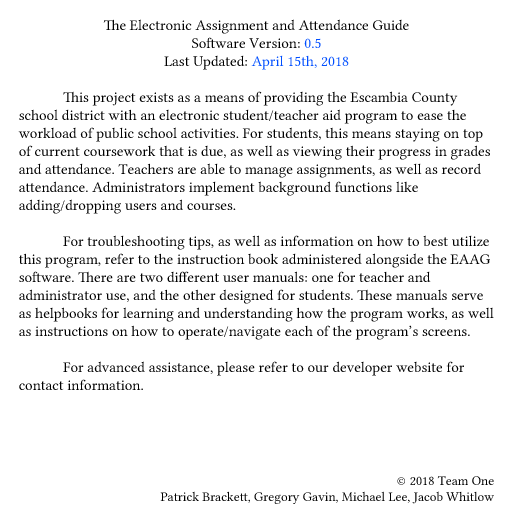 The Electronic Assignment and Attendance Guide
Software Version: 0.5
Last Updated: April 15th, 2018
This project exists as a means of providing the Escambia County
school district with an electronic student/teacher aid program to ease the
workload of public school activities. For students, this means staying on top
of current coursework that is due, as well as viewing their progress in grades
and attendance. Teachers are able to manage assignments, as well as record
attendance. Administrators implement background functions like
adding/dropping users and courses.
For troubleshooting tips, as well as information on how to best utilize
this program, refer to the instruction book administered alongside the EAAG
software. There are two different user manuals: one for teacher and
administrator use, and the other designed for students. These manuals serve
as helpbooks for learning and understanding how the program works, as well
as instructions on how to operate/navigate each of the program's screens.
For advanced assistance, please refer to our developer website for
contact information.
© 2018 Team One
Patrick Brackett, Gregory Gavin, Michael Lee, Jacob Whitlow